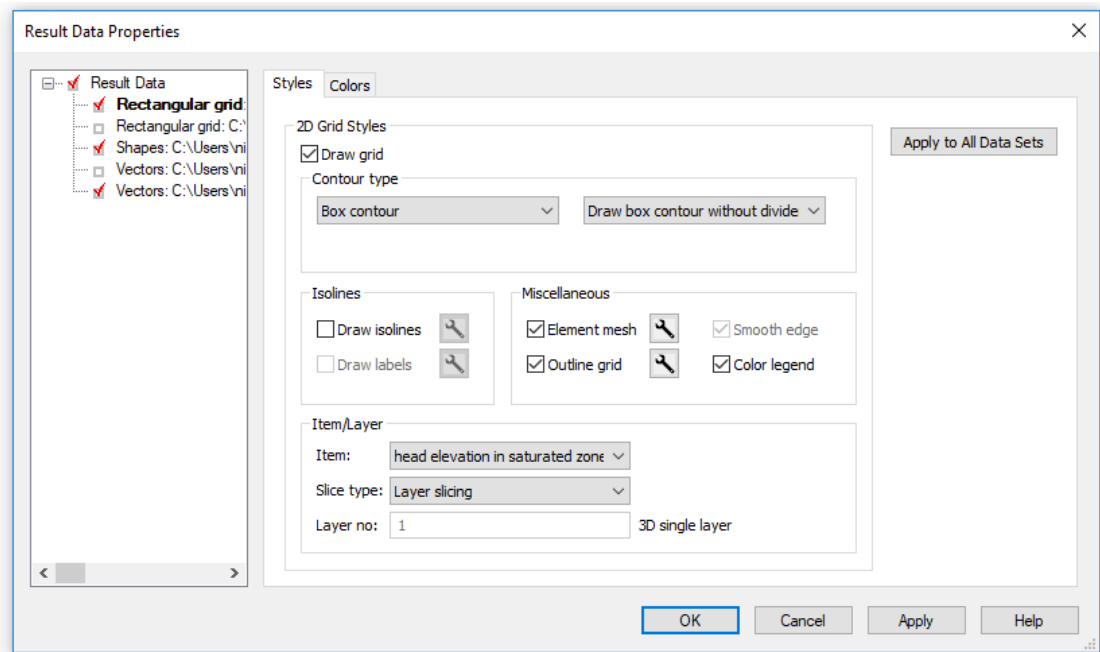 Result Data Properties
Result Data
Rectangular grid:
Rectangular grid: C:\
Shapes: C:\Users\ni
Vectors: C:\Users\ni
Vectors: C:\Users\ni
Styles Colors
2D Grid Styles
Draw grid
Apply to All Data Sets
Contour type
Box contour Draw box contour without divide
Isolines Miscellaneous
Draw isolines Element mesh Smooth edge
Draw labels Outline grid Color legend
Item/Layer
Item: head elevation in saturated zone
Slice type: Layer slicing
Layer no: 1 3D single layer
OK Cancel Apply Help